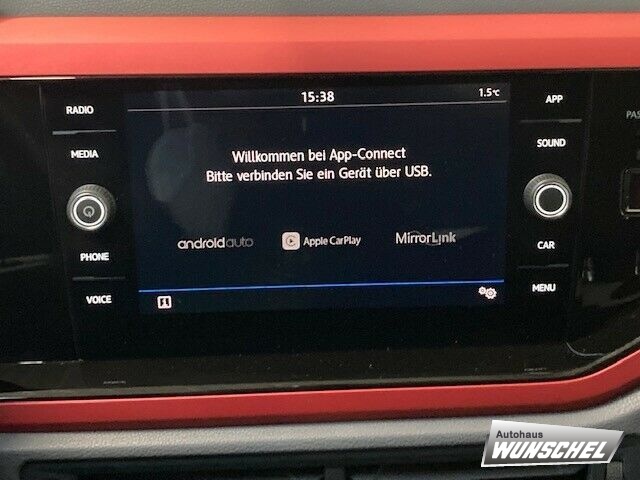 RADIO
MEDIA
PHONE
VOICE
15:38
1.5°C
Willkommen bei App-Connect
Bitte verbinden Sie ein Gerät über USB.
androidauto
Apple CarPlay
MirrorLink
APP
SOUND
CAR
MENU
PAS
Autohaus
WUNSCHEL